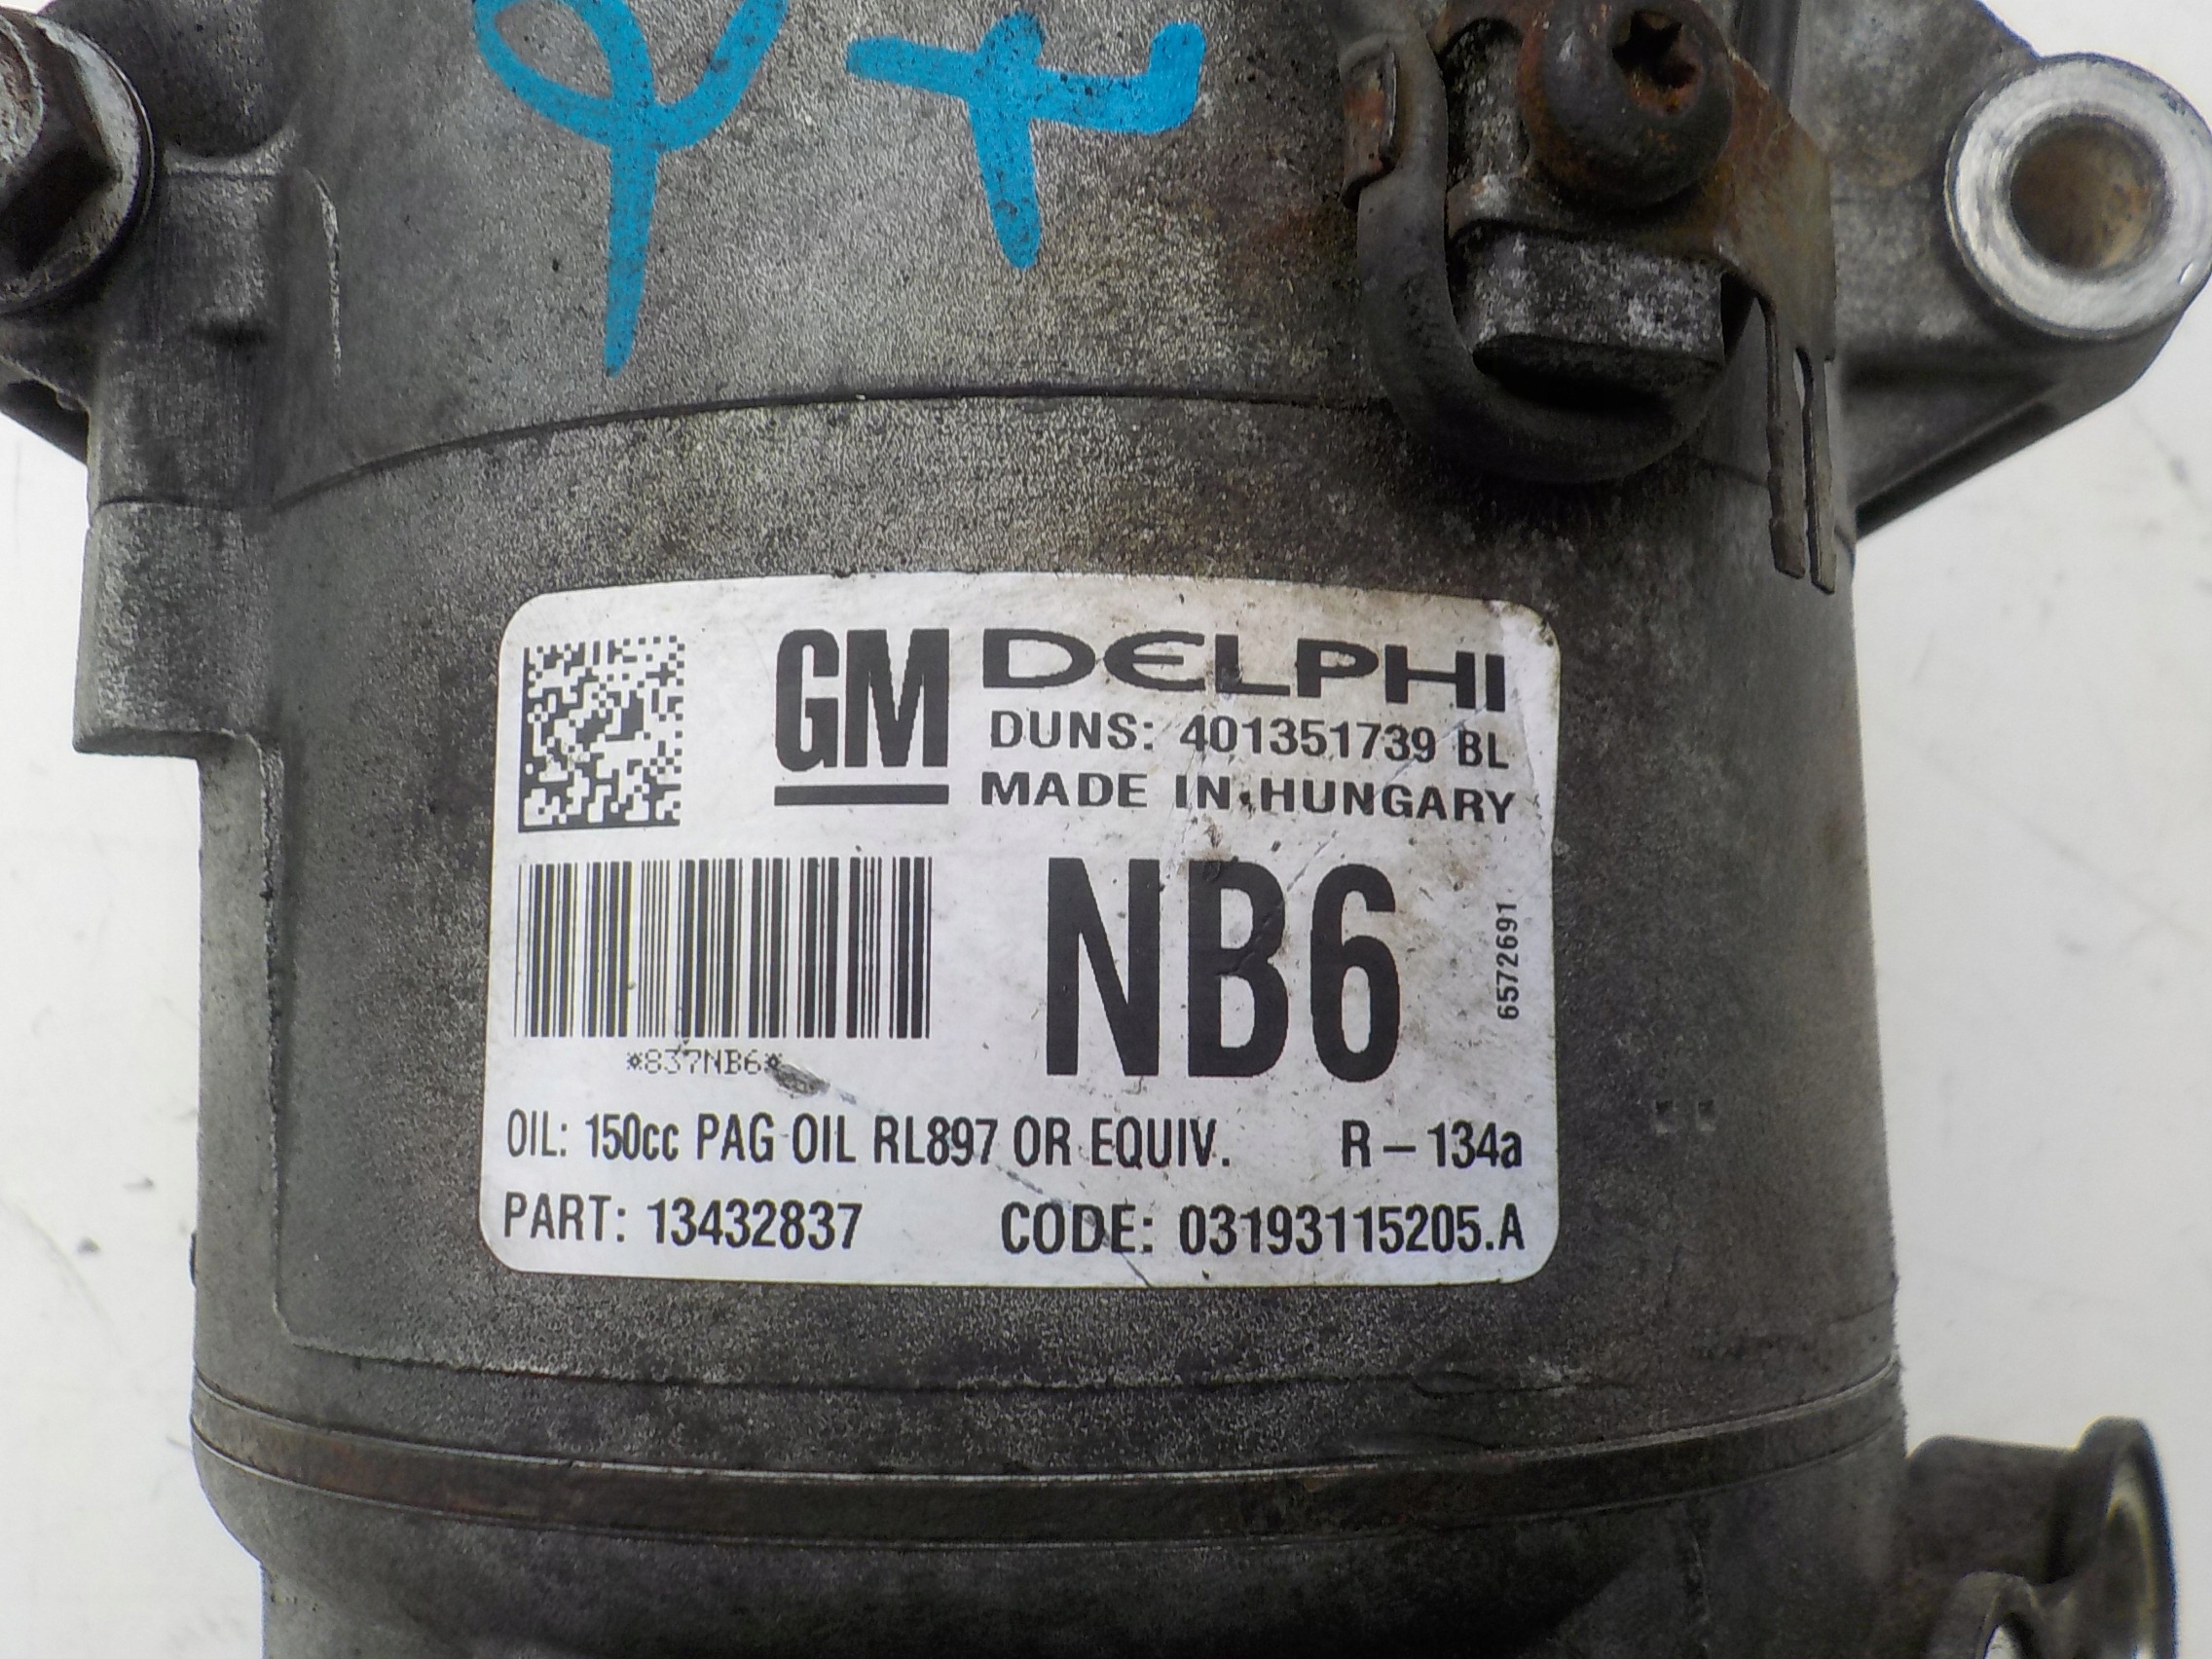 GM DELPHI
DUNS: 401351739 BL
MADE IN HUNGARY
NB6
6572691
*837NB6*
OIL: 150cc PAG OIL RL897 OR EQUIV. R-134a
PART: 13432837 CODE: 03193115205.A